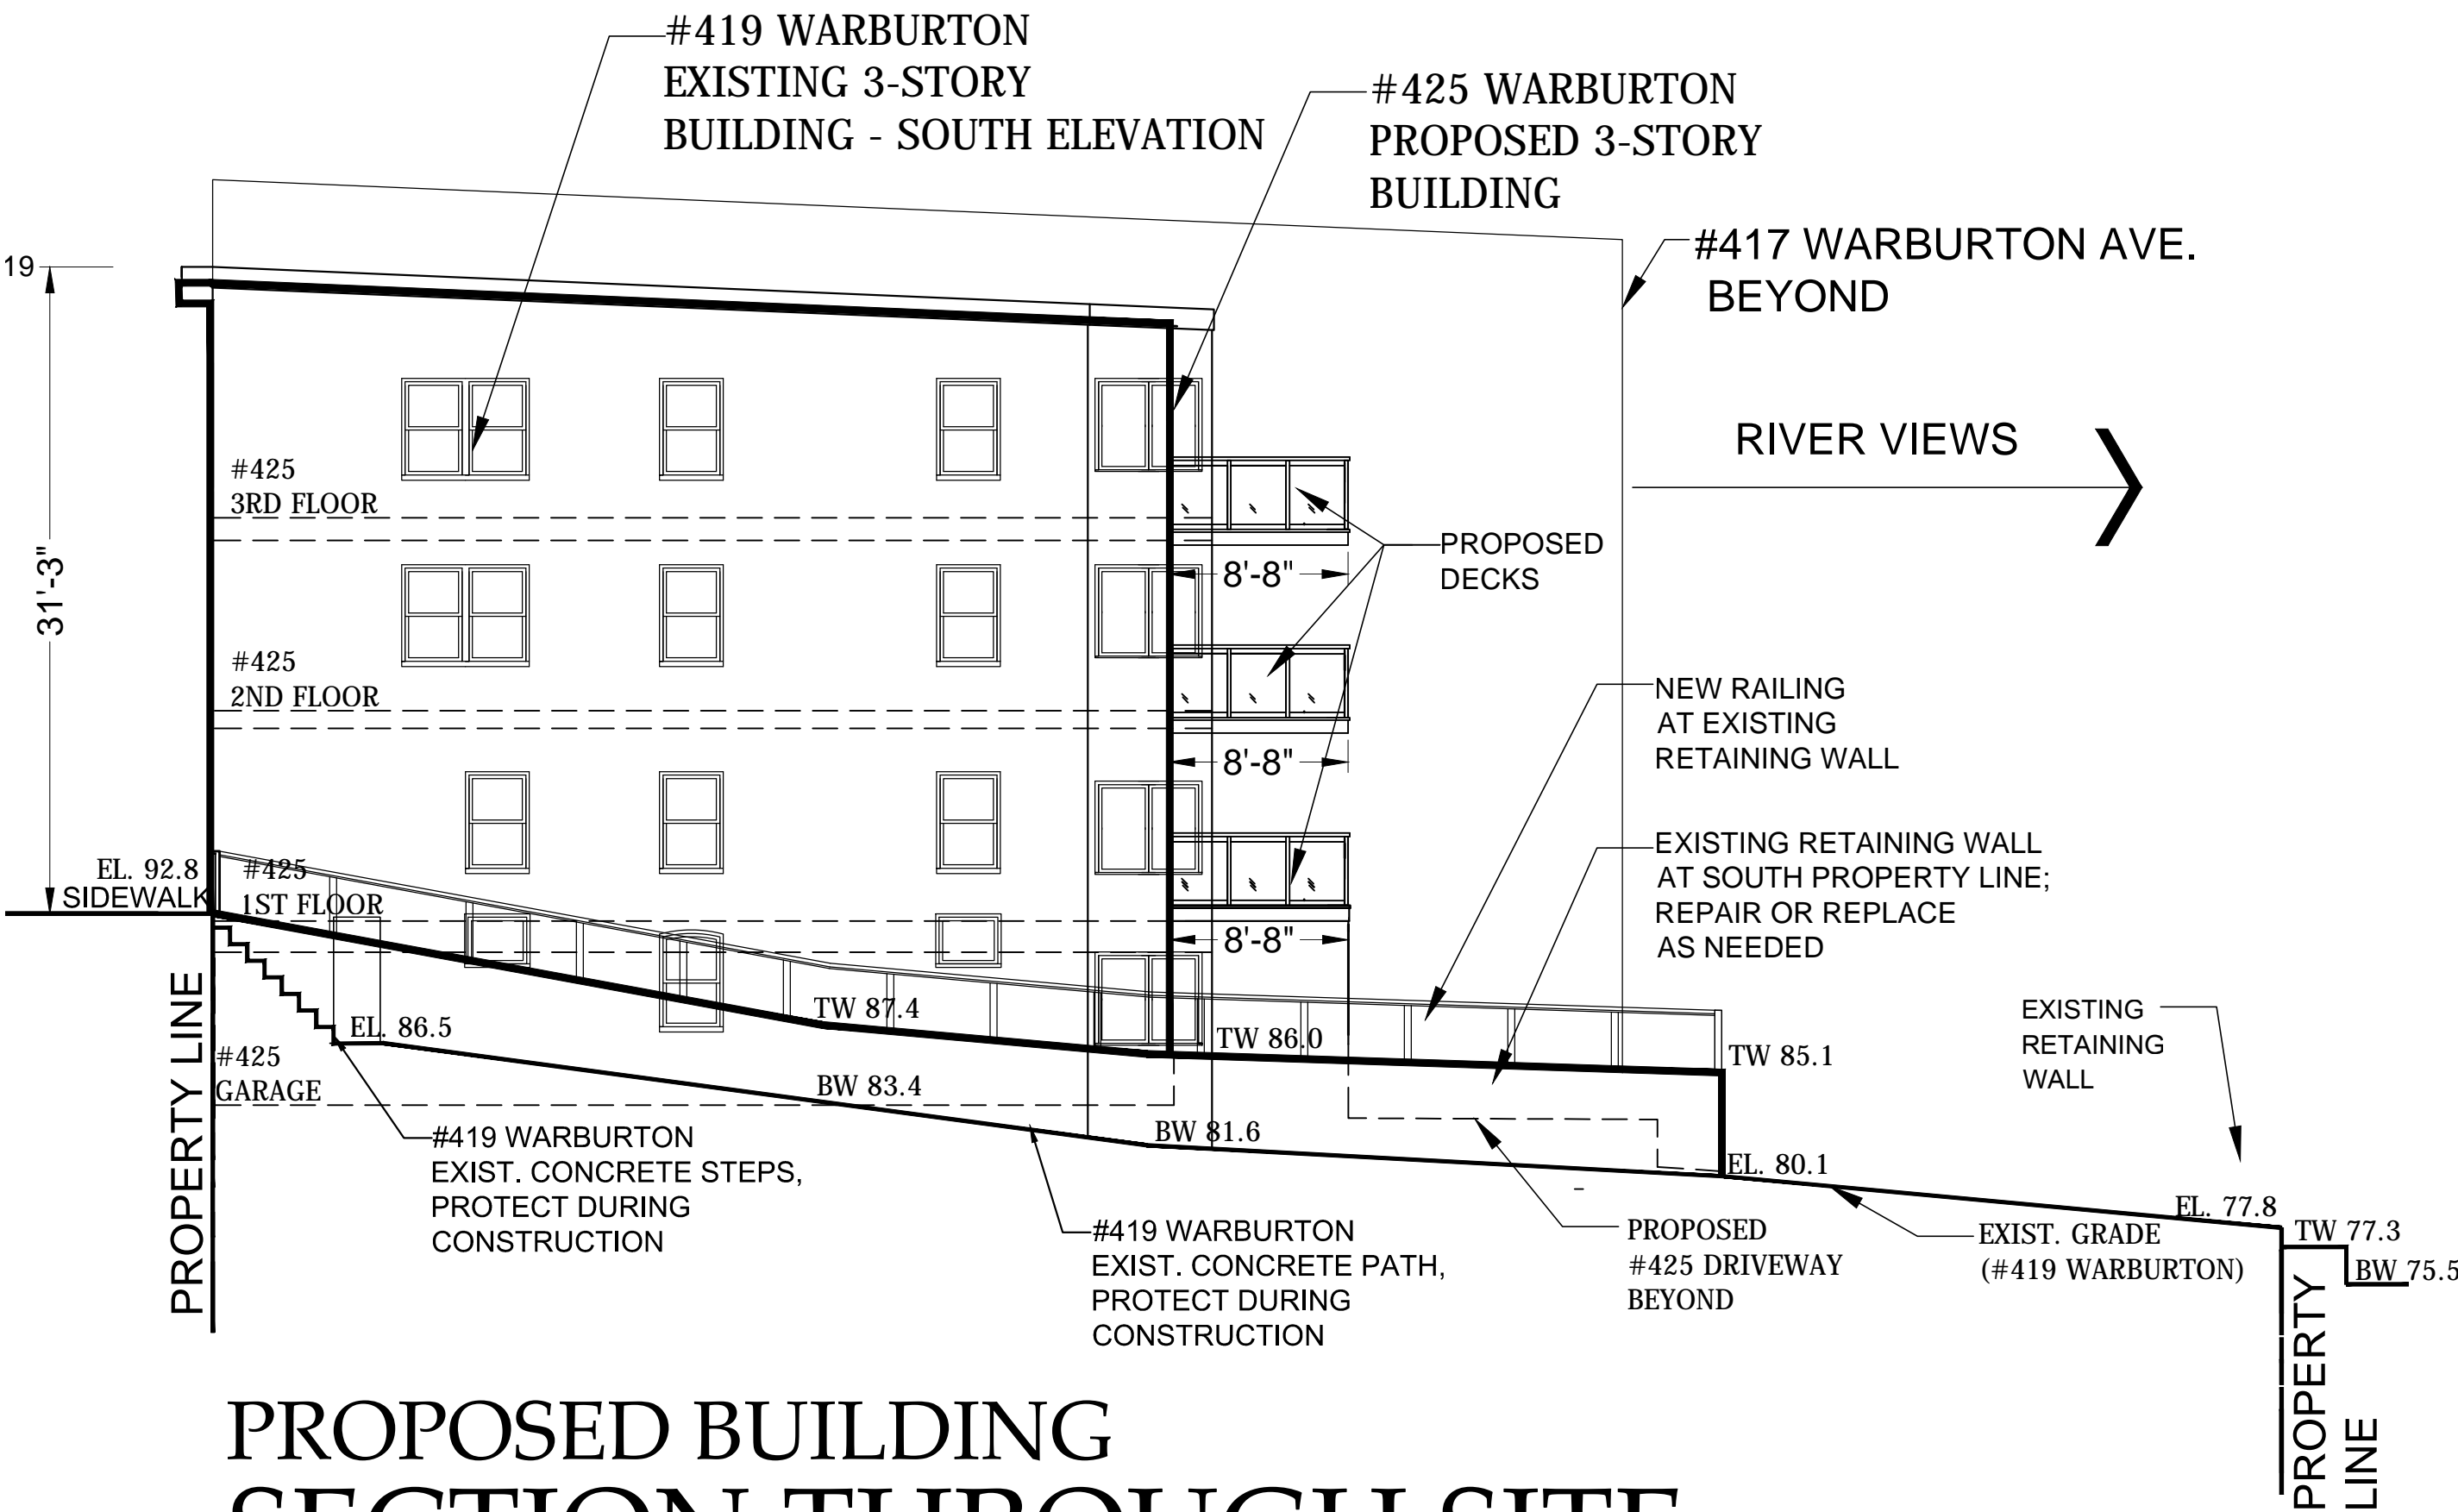 #419 WARBURTON
EXISTING 3-STORY
BUILDING - SOUTH ELEVATION
#425 WARBURTON
PROPOSED 3-STORY
BUILDING
#417 WARBURTON AVE.
BEYOND
19
31'-3"
RIVER VIEWS
#425
3RD FLOOR
PROPOSED
DECKS
8'-8"
#425
2ND FLOOR
8'-8"
NEW RAILING
AT EXISTING
RETAINING WALL
EXISTING RETAINING WALL
AT SOUTH PROPERTY LINE;
REPAIR OR REPLACE
AS NEEDED
EL. 92.8
SIDEWALK
#425
1ST FLOOR
8'-8"
PROPERTY LINE
EL. 86.5
TW 87.4
TW 86.0
TW 85.1
EXISTING
RETAINING
WALL
#425
GARAGE
BW 83.4
BW 81.6
EL. 80.1
EL. 77.8
TW 77.3
BW 75.5
#419 WARBURTON
EXIST. CONCRETE STEPS,
PROTECT DURING
CONSTRUCTION
#419 WARBURTON
EXIST. CONCRETE PATH,
PROTECT DURING
CONSTRUCTION
PROPOSED
#425 DRIVEWAY
BEYOND
EXIST. GRADE
(#419 WARBURTON)
PROPERTY
LINE
PROPOSED BUILDING
SECTION THROUGH SITE